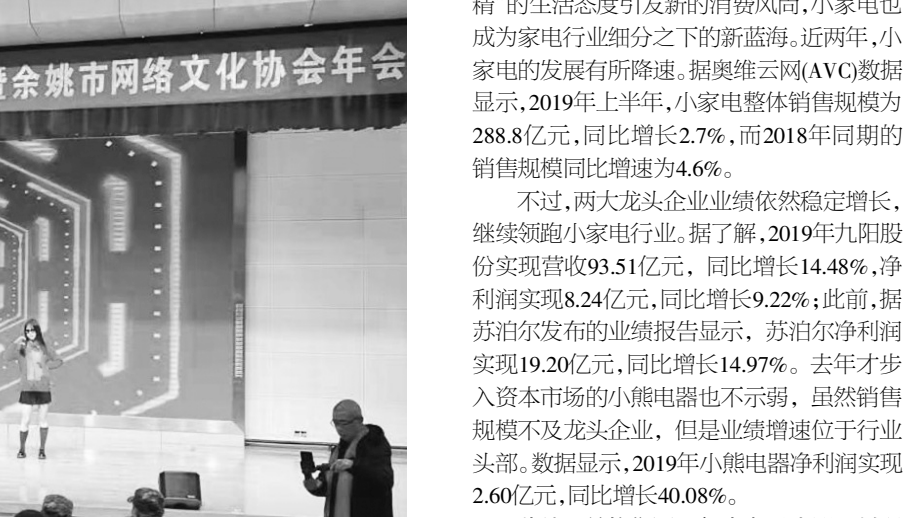 余姚市网络文化协会年会
精”的生活态度引发新的消费风尚，小家电也
成为家电行业细分之下的新蓝海。近两年，小
家电的发展有所降速。据奥维云网(AVC)数据
显示，2019年上半年，小家电整体销售规模为
288.8亿元，同比增长2.7%，而2018年同期的
销售规模同比增速为4.6%。
不过，两大龙头企业业绩依然稳定增长，
继续领跑小家电行业。据了解，2019年九阳股
份实现营收93.51亿元，同比增长14.48%，净
利润实现8.24亿元，同比增长9.22%；此前，据
苏泊尔发布的业绩报告显示，苏泊尔净利润
实现19.20亿元，同比增长14.97%。去年才步
入资本市场的小熊电器也不示弱，虽然销售
规模不及龙头企业，但是业绩增速位于行业
头部。数据显示，2019年小熊电器净利润实现
2.60亿元，同比增长40.08%。